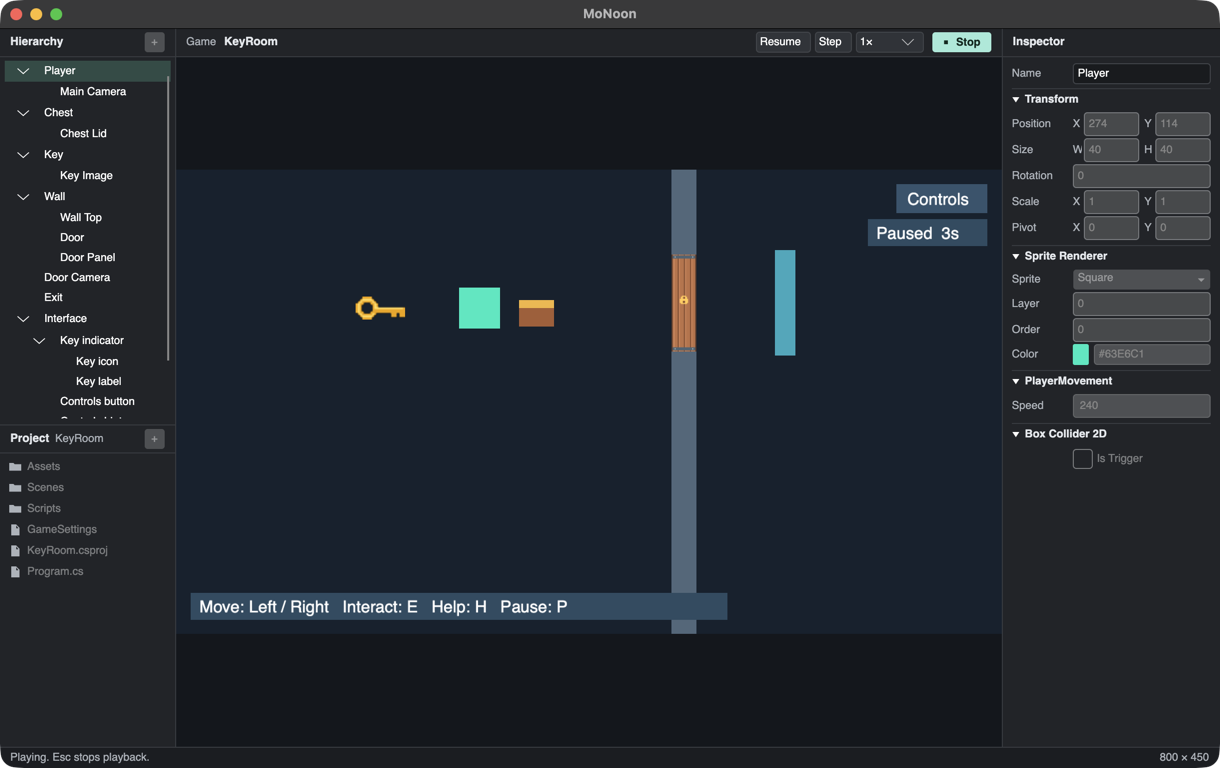 MoNoon
Hierarchy +
Player
Main Camera
Chest
Chest Lid
Key
Key Image
Wall
Wall Top
Door
Door Panel
Door Camera
Exit
Interface
Key indicator
Key icon
Key label
Controls button
Project KeyRoom +
Assets
Scenes
Scripts
GameSettings
KeyRoom.csproj
Program.cs
Game KeyRoom Resume Step 1× Stop
Controls
Paused 3s
Move: Left / Right Interact: E Help: H Pause: P
Inspector
Name Player
Transform
Position X 274 Y 114
Size W 40 H 40
Rotation 0
Scale X 1 Y 1
Pivot X 0 Y 0
Sprite Renderer
Sprite Square
Layer 0
Order 0
Color #63E6C1
PlayerMovement
Speed 240
Box Collider 2D
Is Trigger
Playing. Esc stops playback. 800 × 450